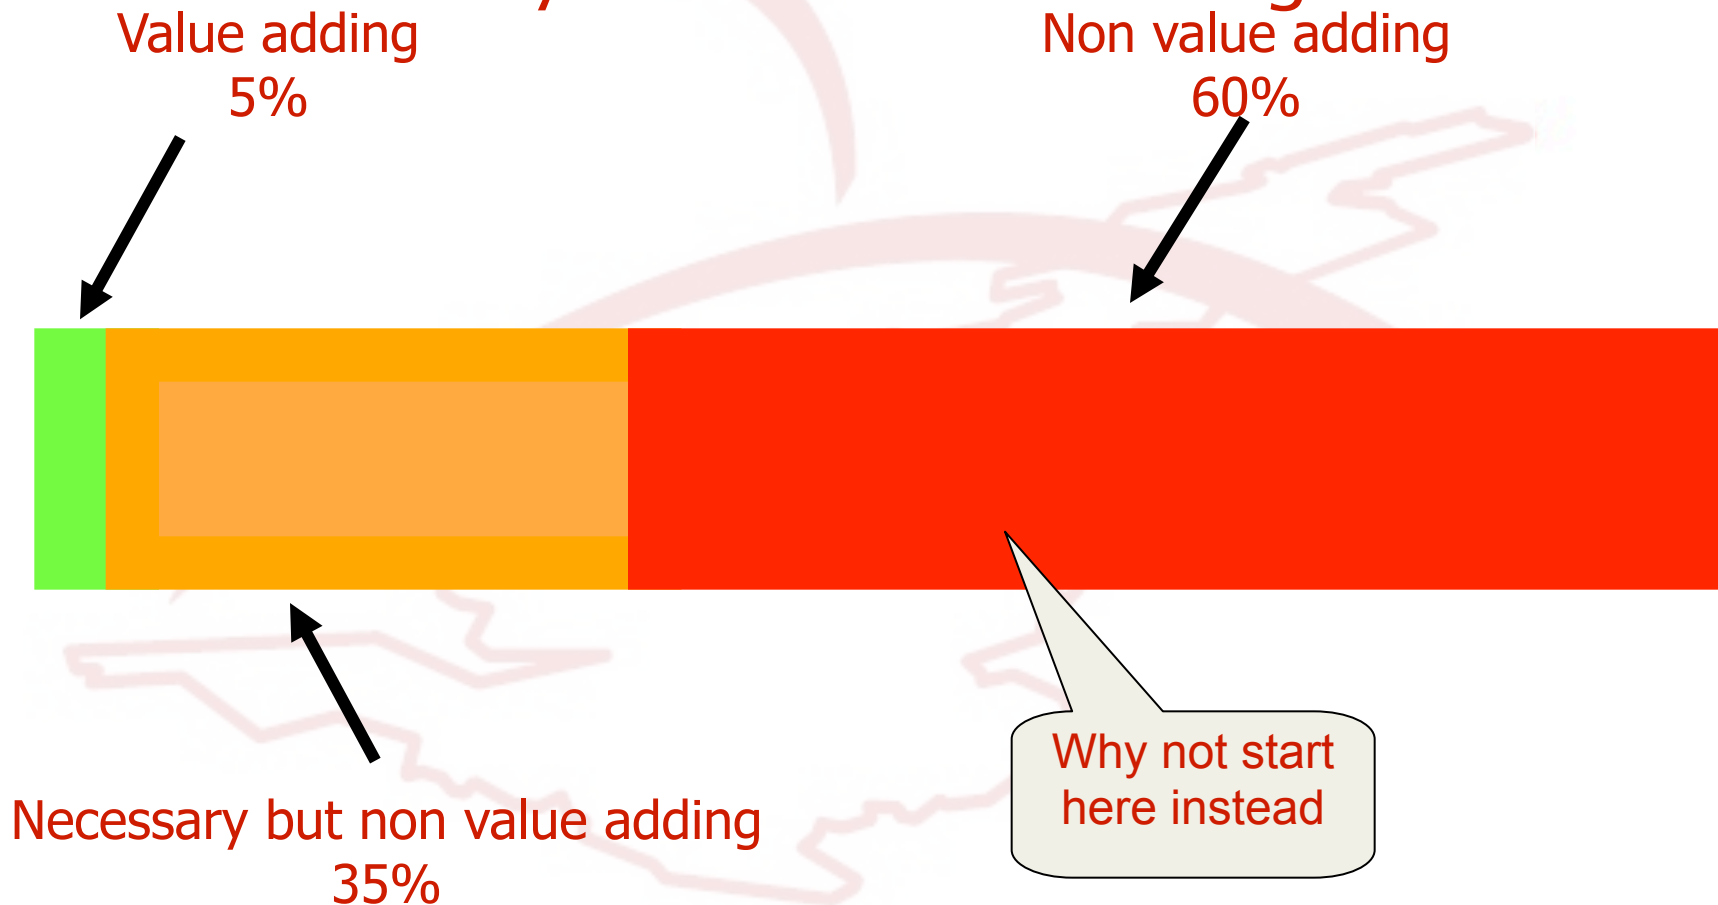 Value adding
5%
Non value adding
60%
Necessary but non value adding
35%
Why not start
here instead